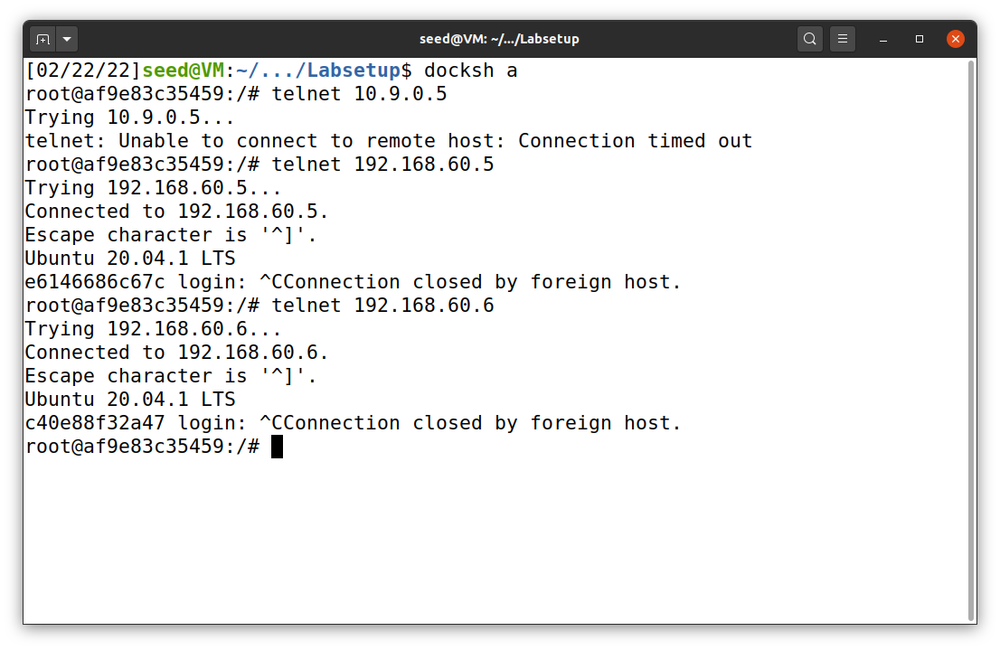 seed@VM: ~/.../Labsetup
[02/22/22]seed@VM:~/.../Labsetup$ docksh a
root@af9e83c35459:/# telnet 10.9.0.5
Trying 10.9.0.5...
telnet: Unable to connect to remote host: Connection timed out
root@af9e83c35459:/# telnet 192.168.60.5
Trying 192.168.60.5...
Connected to 192.168.60.5.
Escape character is '^]'.
Ubuntu 20.04.1 LTS
e6146686c67c login: ^CConnection closed by foreign host.
root@af9e83c35459:/# telnet 192.168.60.6
Trying 192.168.60.6...
Connected to 192.168.60.6.
Escape character is '^]'.
Ubuntu 20.04.1 LTS
c40e88f32a47 login: ^CConnection closed by foreign host.
root@af9e83c35459:/#